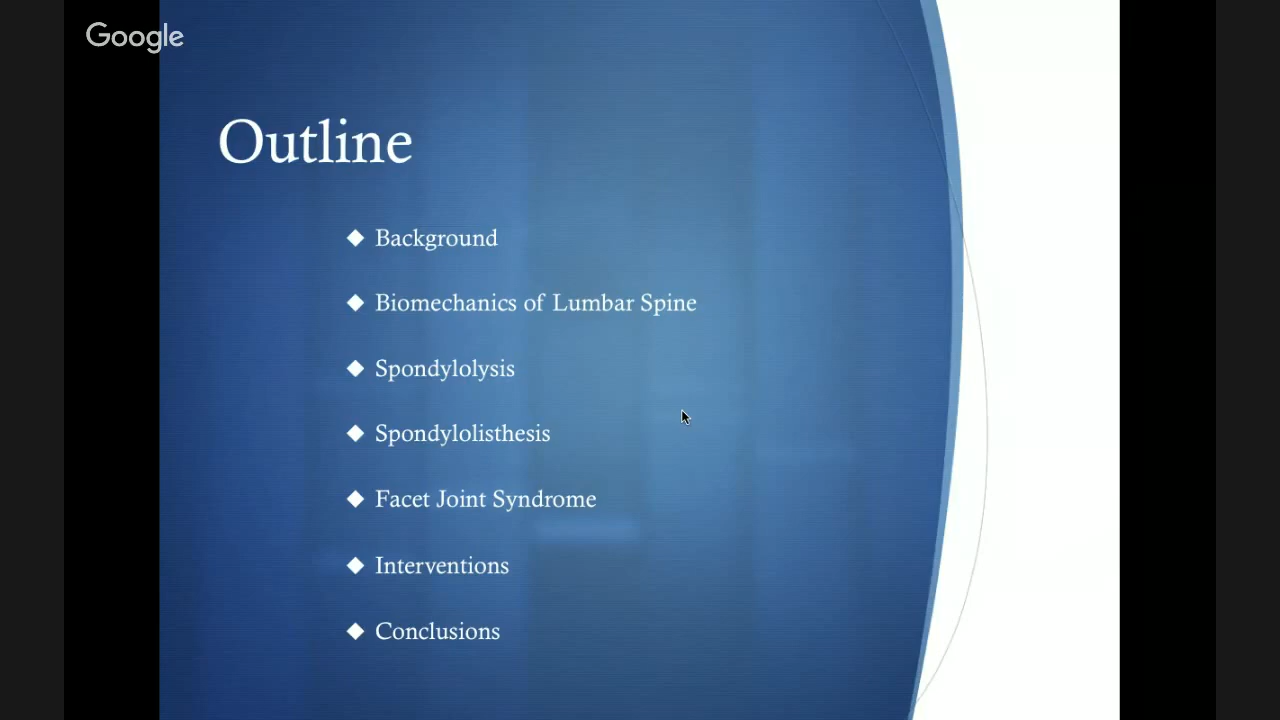 Google
Outline
Background
Biomechanics of Lumbar Spine
Spondylolysis
Spondylolisthesis
Facet Joint Syndrome
Interventions
Conclusions